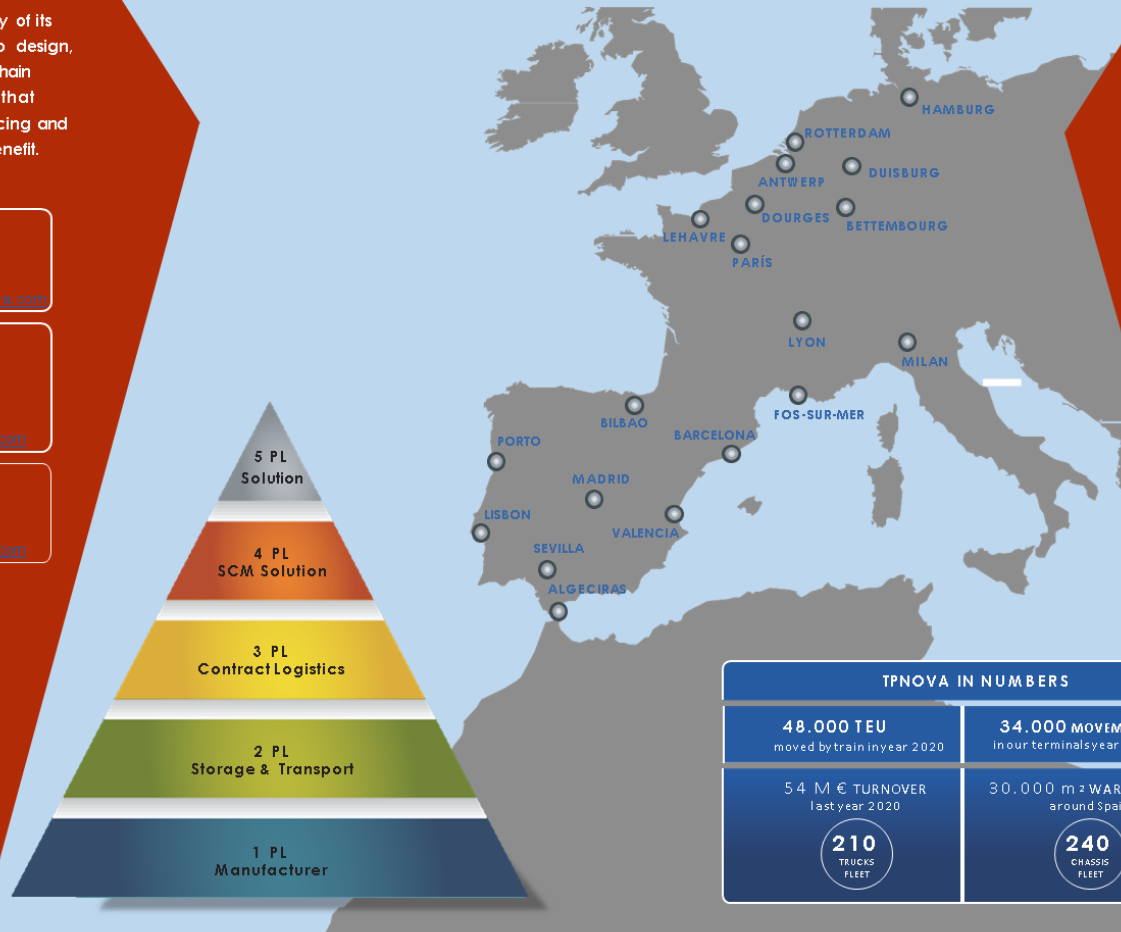 y of its
design,
hain
that
cing and
enefit.
.com
com
com
HAMBURG
ROTTERDAM
ANTWERP
DUISBURG
DOURGES
BETTEMBOURG
LEHAVRE
PARÍS
LYON
MILAN
FOS-SUR-MER
BILBAO
BARCELONA
PORTO
MADRID
LISBON
VALENCIA
SEVILLA
ALGECIRAS
5 PL
Solution
4 PL
SCM Solution
3 PL
Contract Logistics
2 PL
Storage & Transport
1 PL
Manufacturer
TPNOVA IN NUMBERS
48.000 TEU
moved by train in year 2020
34.000 MOVEM
in our terminals year
54 M € TURNOVER
last year 2020
210
TRUCKS
FLEET
30.000 m² WAR
around Spai
240
CHASSIS
FLEET